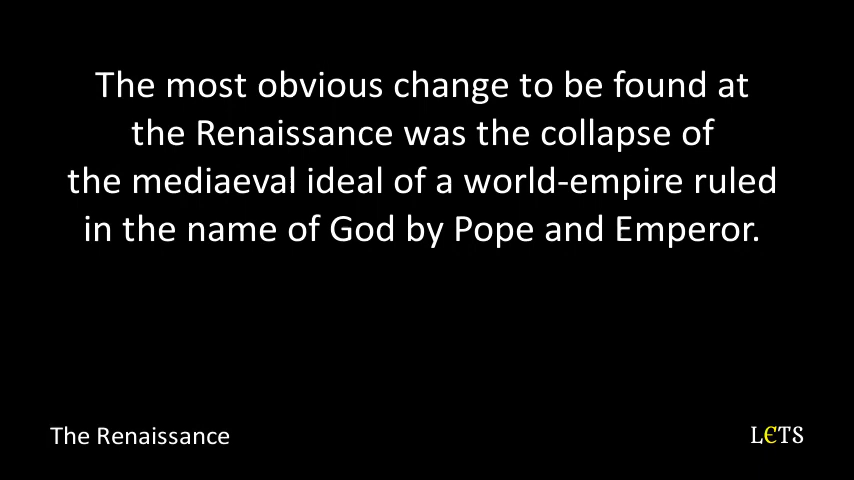 The most obvious change to be found at
the Renaissance was the collapse of
the mediaeval ideal of a world-empire ruled
in the name of God by Pope and Emperor.
The Renaissance
LЄTS